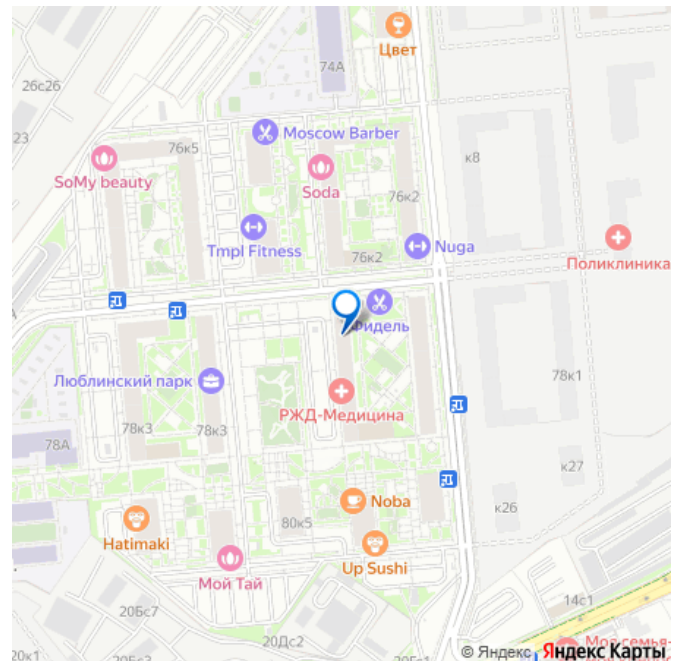 Цвет
74А
26с26
23
Moscow Barber
76к5
к8
SoMy beauty
Soda
76к2
Tmpl Fitness
76к2
Nuga
Поликлиника
Фидель
Люблинский парк
РЖД-Медицина
78к1
78к3
78к3
78А
к27
Noba
80к5
к26
Hatimaki
Up Sushi
Мой Тай
14с1
20Бс7
20Дс2
20к1
© Яндекс Яндекс Карты